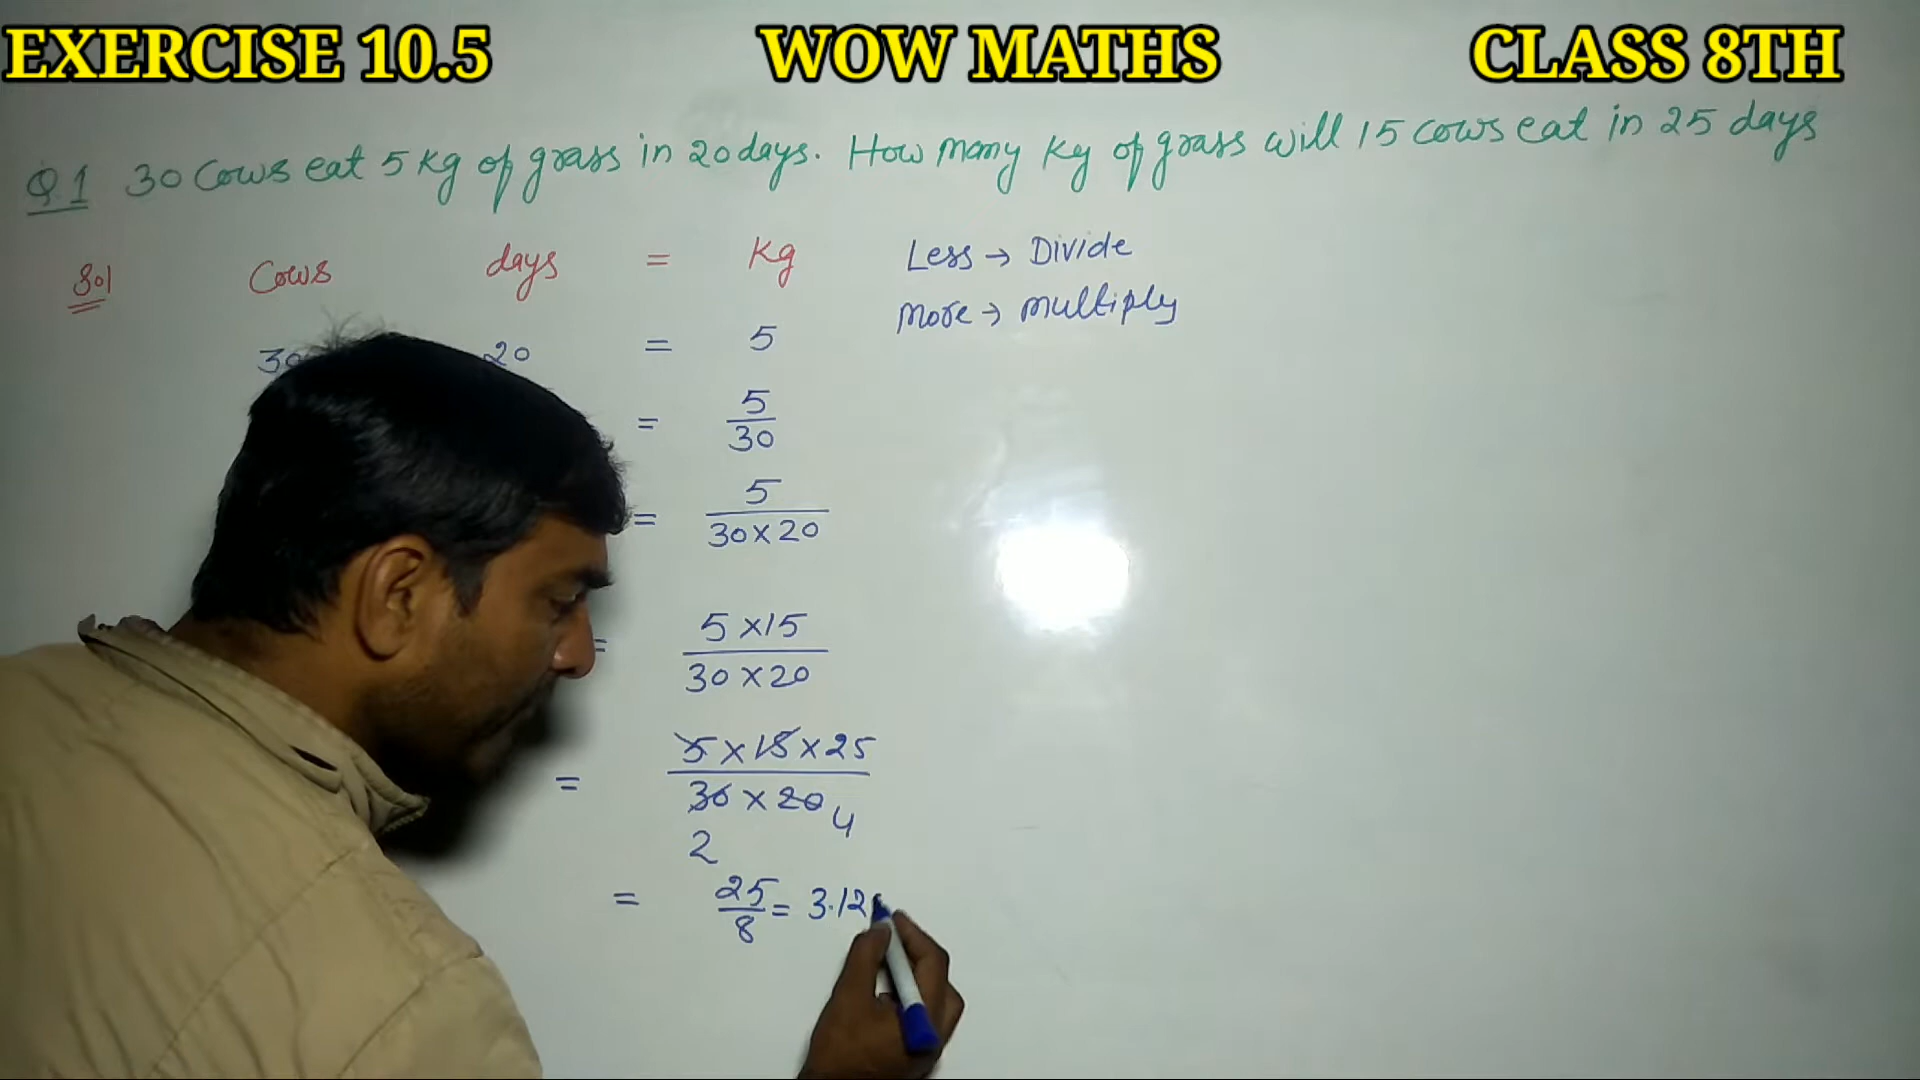 EXERCISE 10.5 WOW MATHS CLASS 8TH
Q.1 30 Cows eat 5 Kg of grass in 20 days. How many Kg of grass will 15 cows eat in 25 days
Sol Cows days = Kg Less → Divide
More → multiply
30 20 = 5
= 5/30
= 5/30×20
= 5×15/30×20
= 5×15×25/30×20 4
2
= 25/8 = 3.12